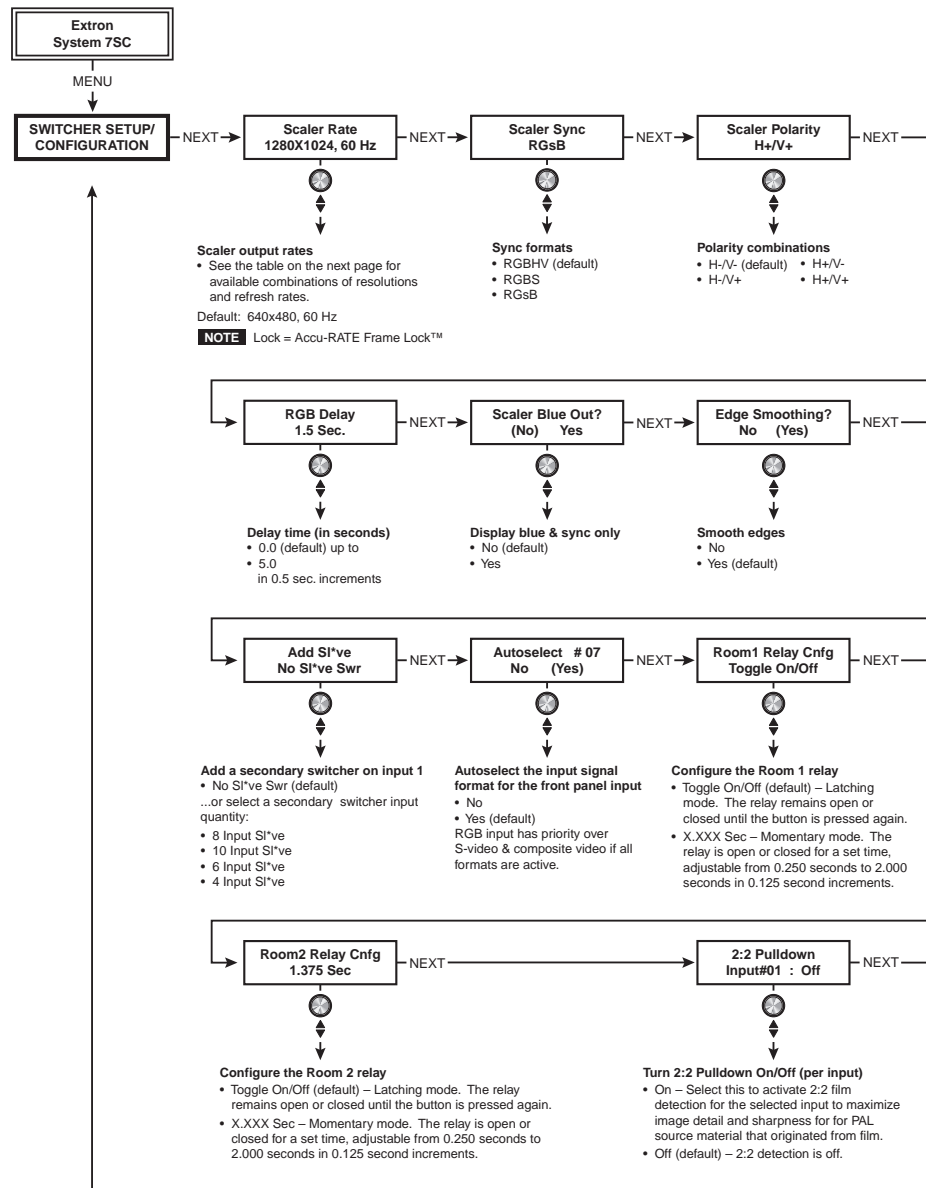 Extron
System 7SC
MENU
SWITCHER SETUP/
CONFIGURATION
NEXT
Scaler Rate
1280X1024, 60 Hz
NEXT
Scaler Sync
RGsB
NEXT
Scaler Polarity
H+/V+
NEXT
Scaler output rates
• See the table on the next page for
available combinations of resolutions
and refresh rates.
Default: 640x480, 60 Hz
NOTE Lock = Accu-RATE Frame Lock™
Sync formats
• RGBHV (default)
• RGBS
• RGsB
Polarity combinations
• H-/V- (default) • H+/V-
• H-/V+ • H+/V+
RGB Delay
1.5 Sec.
NEXT
Scaler Blue Out?
(No) Yes
NEXT
Edge Smoothing?
No (Yes)
NEXT
Delay time (in seconds)
• 0.0 (default) up to
• 5.0
in 0.5 sec. increments
Display blue & sync only
• No (default)
• Yes
Smooth edges
• No
• Yes (default)
Add Sl*ve
No Sl*ve Swr
NEXT
Autoselect # 07
No (Yes)
NEXT
Room1 Relay Cnfg
Toggle On/Off
NEXT
Add a secondary switcher on input 1
• No Sl*ve Swr (default)
...or select a secondary switcher input
quantity:
• 8 Input Sl*ve
• 10 Input Sl*ve
• 6 Input Sl*ve
• 4 Input Sl*ve
Autoselect the input signal
format for the front panel input
• No
• Yes (default)
RGB input has priority over
S-video & composite video if all
formats are active.
Configure the Room 1 relay
• Toggle On/Off (default) – Latching
mode. The relay remains open or
closed until the button is pressed again.
• X.XXX Sec – Momentary mode. The
relay is open or closed for a set time,
adjustable from 0.250 seconds to 2.000
seconds in 0.125 second increments.
Room2 Relay Cnfg
1.375 Sec
NEXT
2:2 Pulldown
Input#01 : Off
NEXT
Configure the Room 2 relay
• Toggle On/Off (default) – Latching mode. The relay
remains open or closed until the button is pressed again.
• X.XXX Sec – Momentary mode. The relay is open or
closed for a set time, adjustable from 0.250 seconds to
2.000 seconds in 0.125 second increments.
Turn 2:2 Pulldown On/Off (per input)
• On – Select this to activate 2:2 film
detection for the selected input to maximize
image detail and sharpness for for PAL
source material that originated from film.
• Off (default) – 2:2 detection is off.